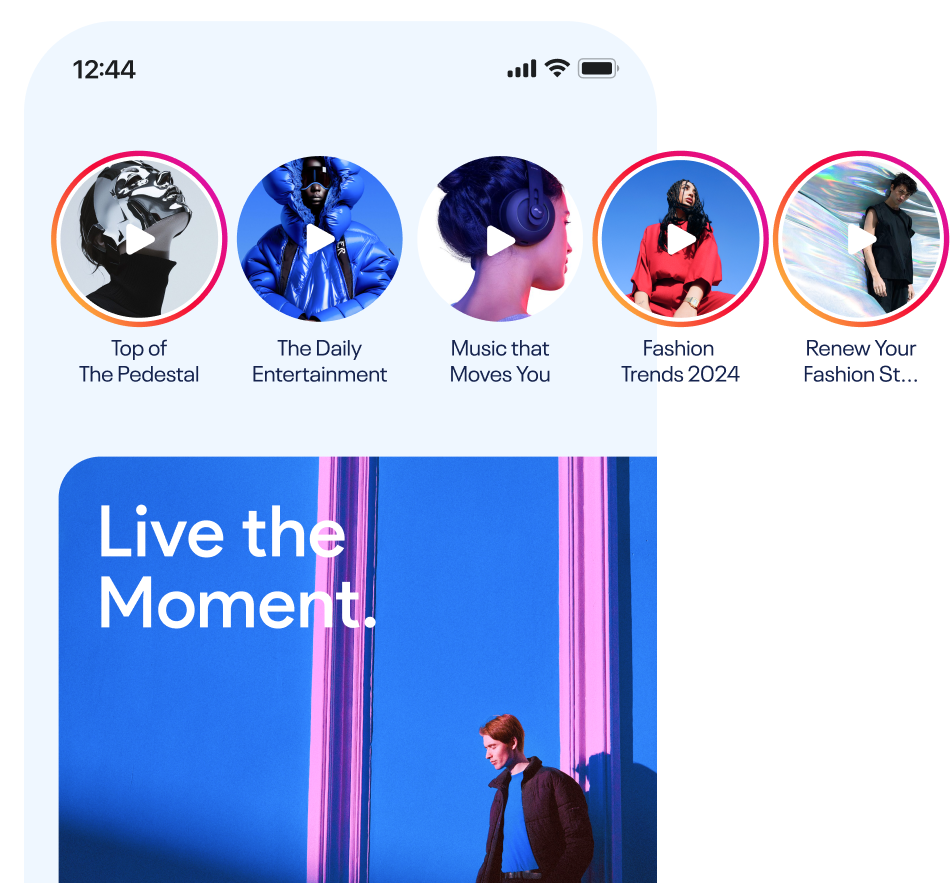 12:44
Top of
The Pedestal
The Daily
Entertainment
Music that
Moves You
Fashion
Trends 2024
Renew Your
Fashion St...
Live the
Moment.